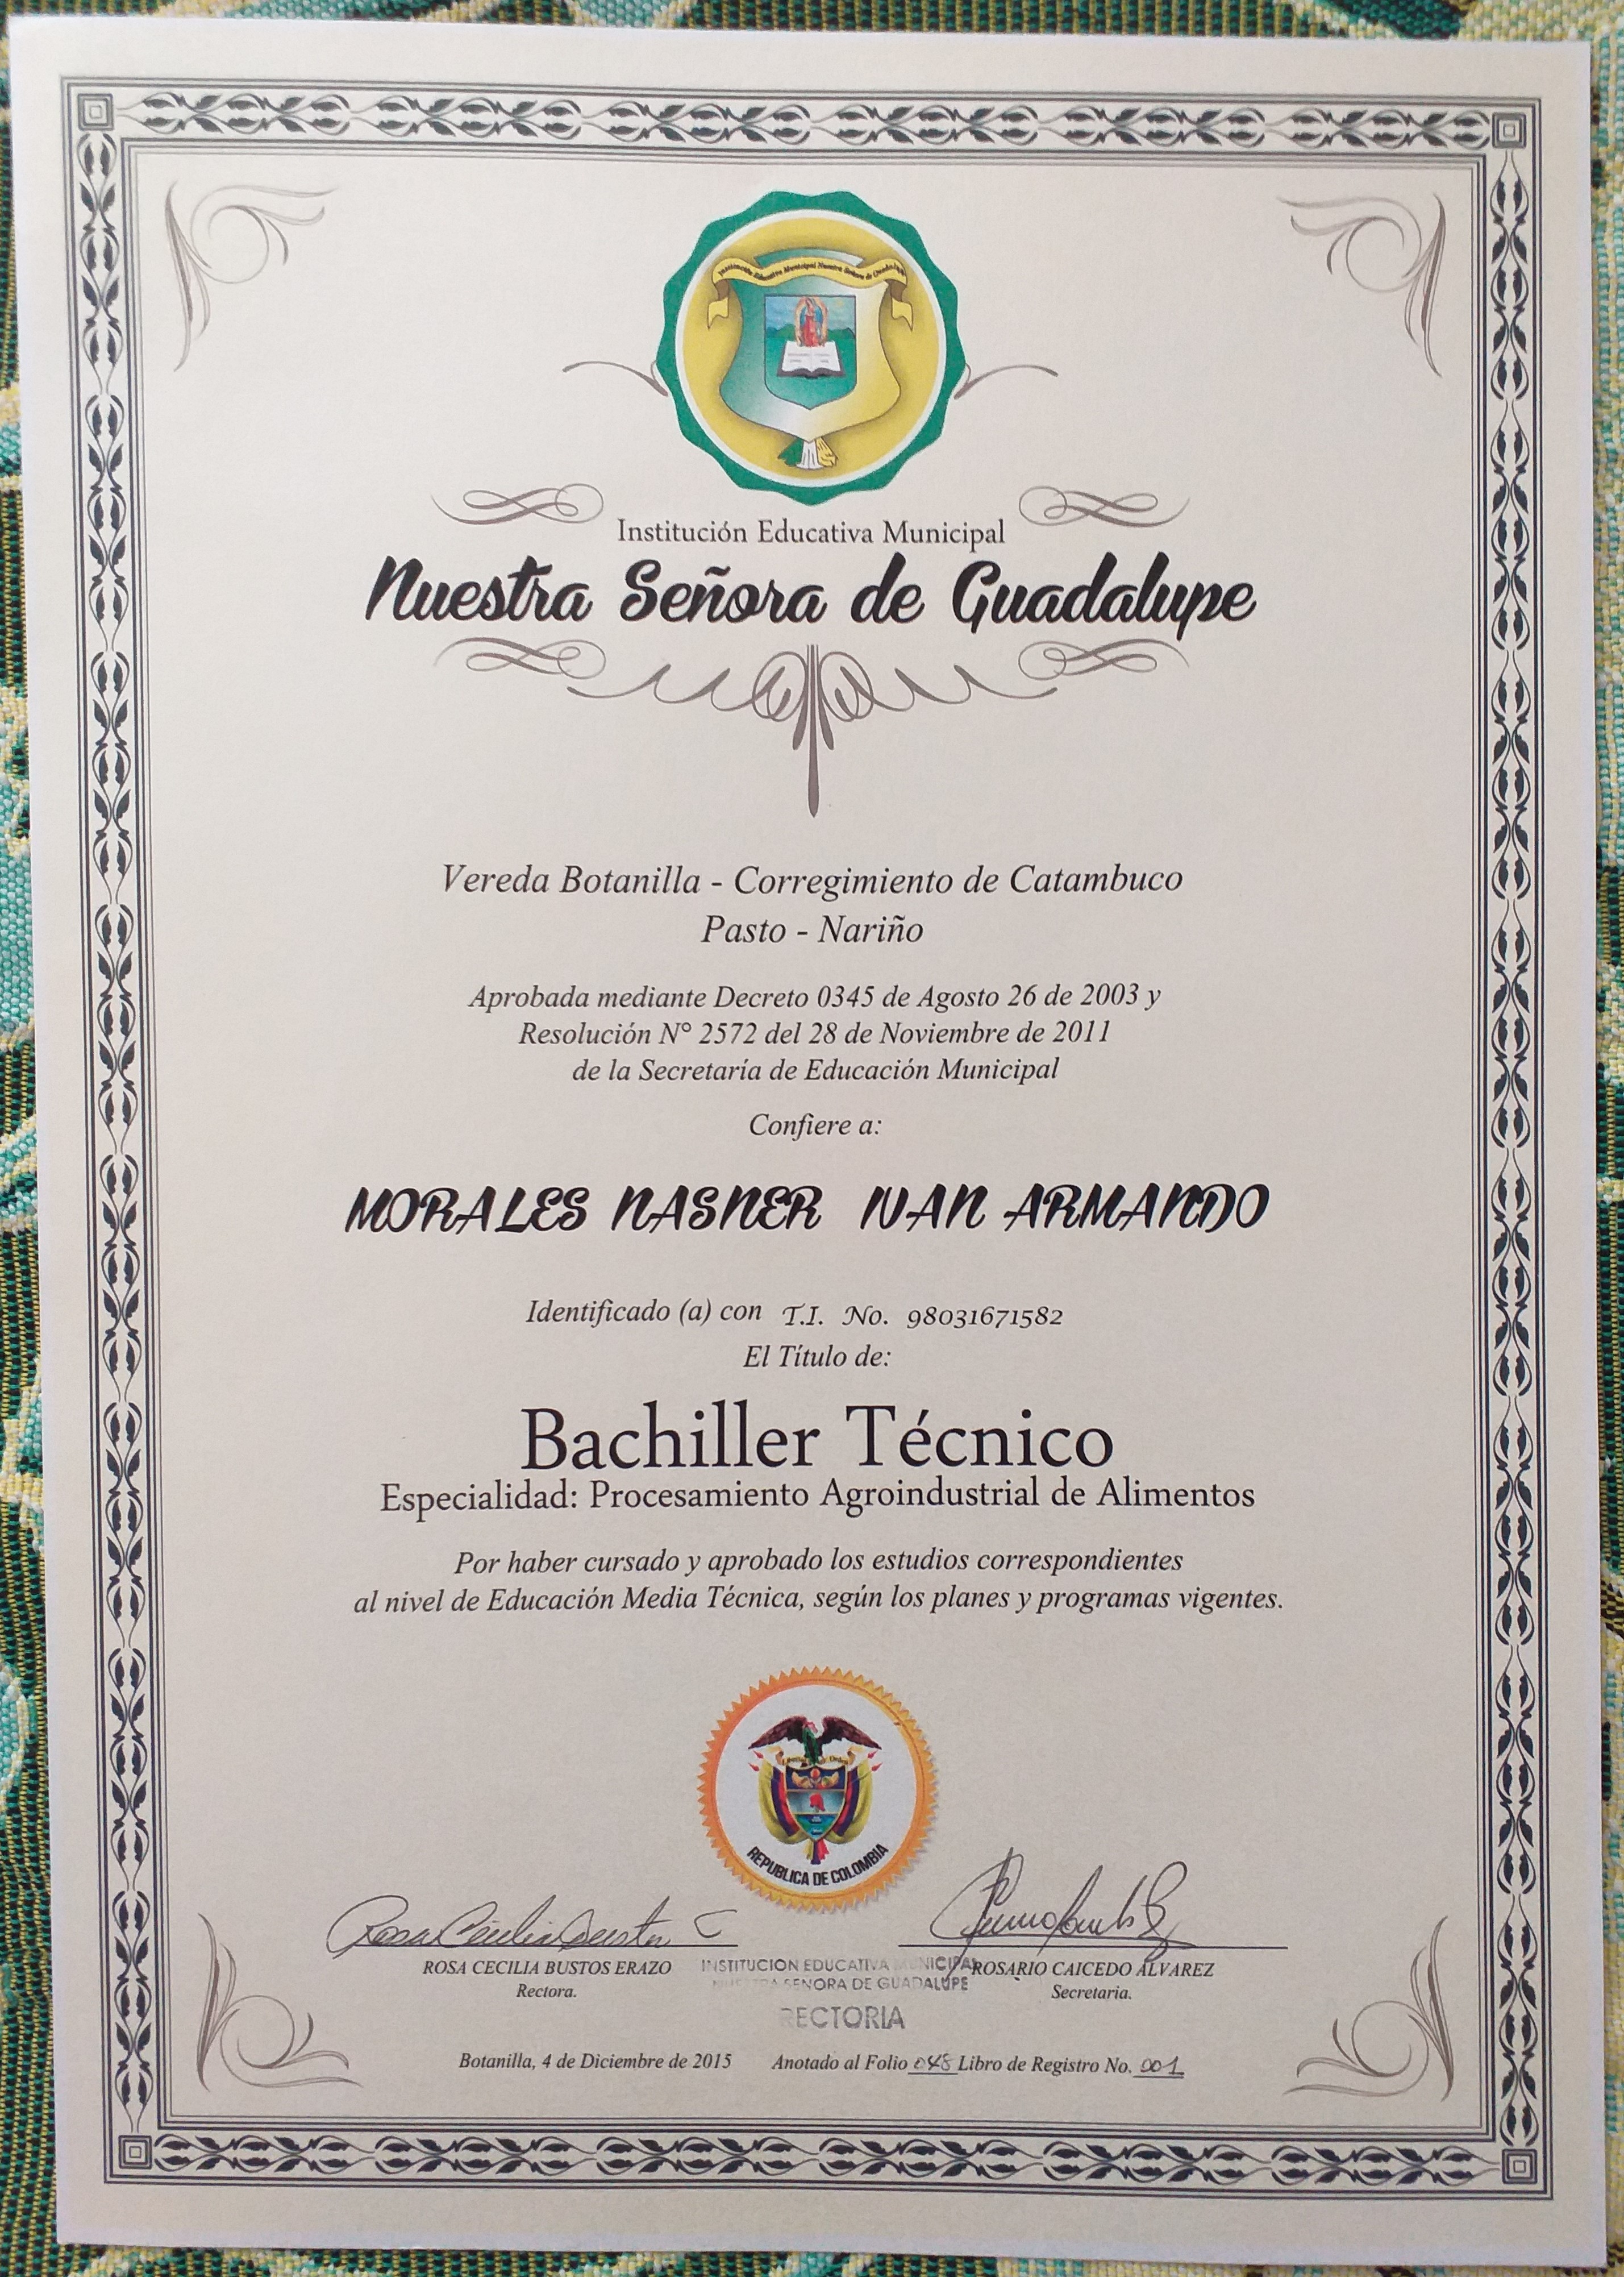 Institución Educativa Municipal Nuestra Señora de Guadalupe
Institución Educativa Municipal
Nuestra Señora de Guadalupe
Vereda Botanilla - Corregimiento de Catambuco
Pasto - Nariño
Aprobada mediante Decreto 0345 de Agosto 26 de 2003 y
Resolución N° 2572 del 28 de Noviembre de 2011
de la Secretaría de Educación Municipal
Confiere a:
MORALES NASNER IVAN ARMANDO
Identificado (a) con T.I. No. 98031671582
El Título de:
Bachiller Técnico
Especialidad: Procesamiento Agroindustrial de Alimentos
Por haber cursado y aprobado los estudios correspondientes
al nivel de Educación Media Técnica, según los planes y programas vigentes.
Libertad y Orden
REPUBLICA DE COLOMBIA
Rosa Cecilia Bustos
ROSA CECILIA BUSTOS ERAZO
Rectora.
INSTITUCION EDUCATIVA MUNICIPAL
NUESTRA SEÑORA DE GUADALUPE
RECTORIA
ROSARIO CAICEDO ÁLVAREZ
Secretaria.
Botanilla, 4 de Diciembre de 2015 Anotado al Folio 048 Libro de Registro No. 001